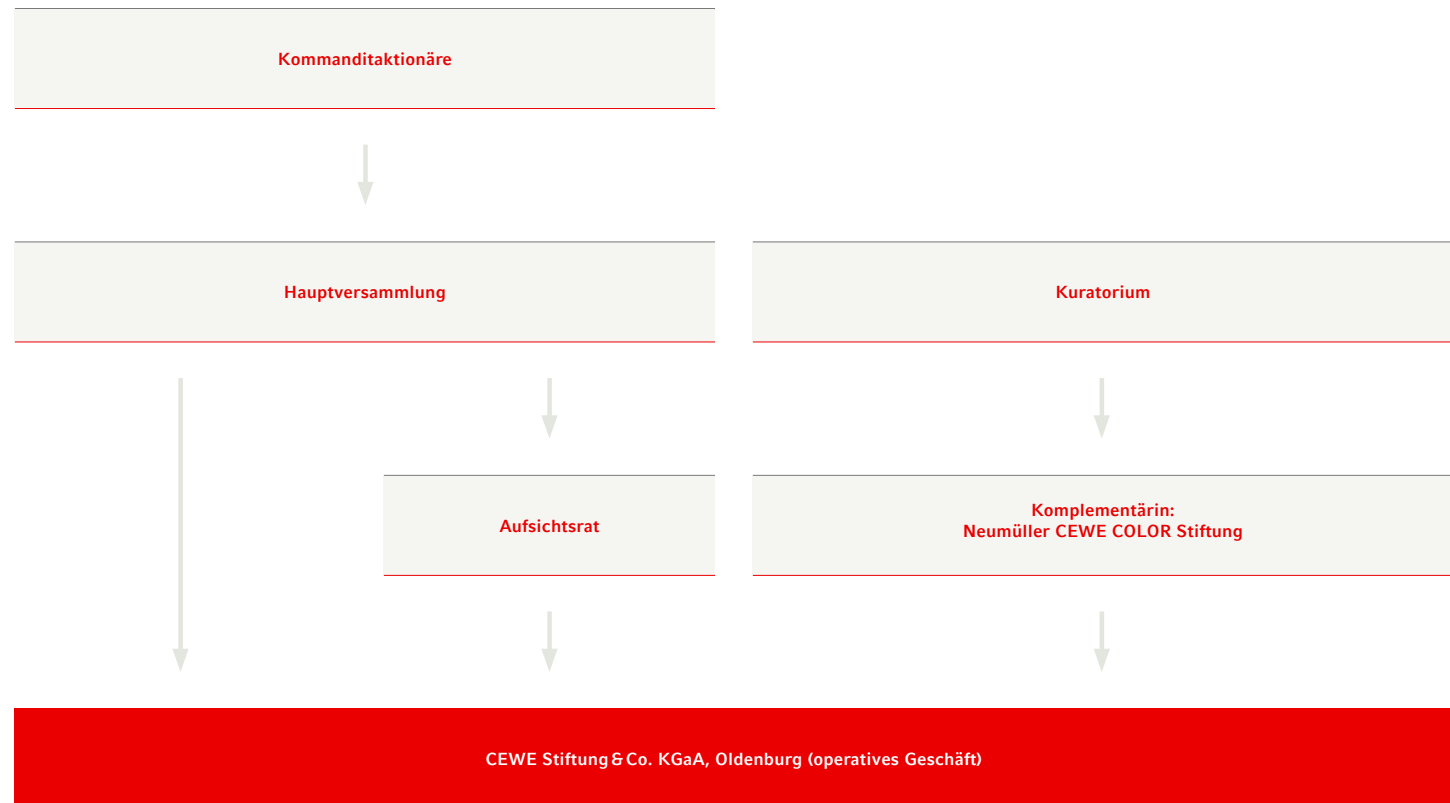 Kommanditaktionäre
Hauptversammlung
Kuratorium
Aufsichtsrat
Komplementärin:
Neumüller CEWE COLOR Stiftung
CEWE Stiftung & Co. KGaA, Oldenburg (operatives Geschäft)